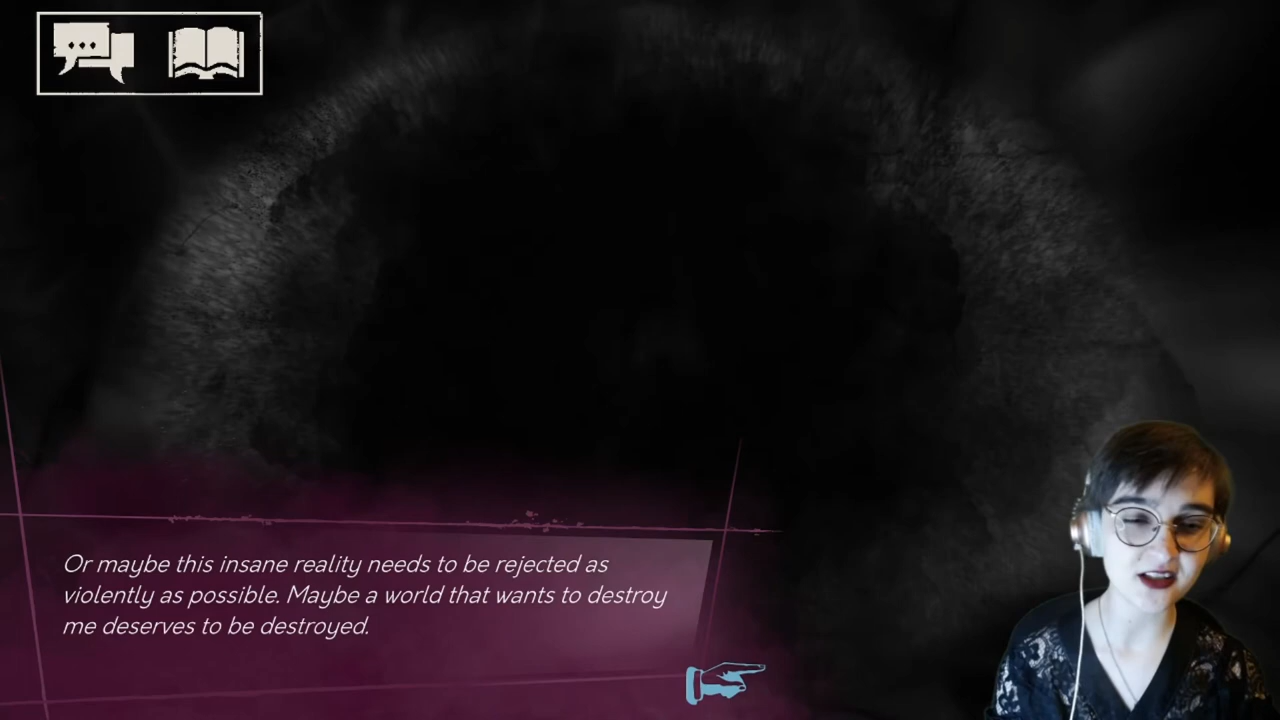 Or maybe this insane reality needs to be rejected as
violently as possible. Maybe a world that wants to destroy
me deserves to be destroyed.